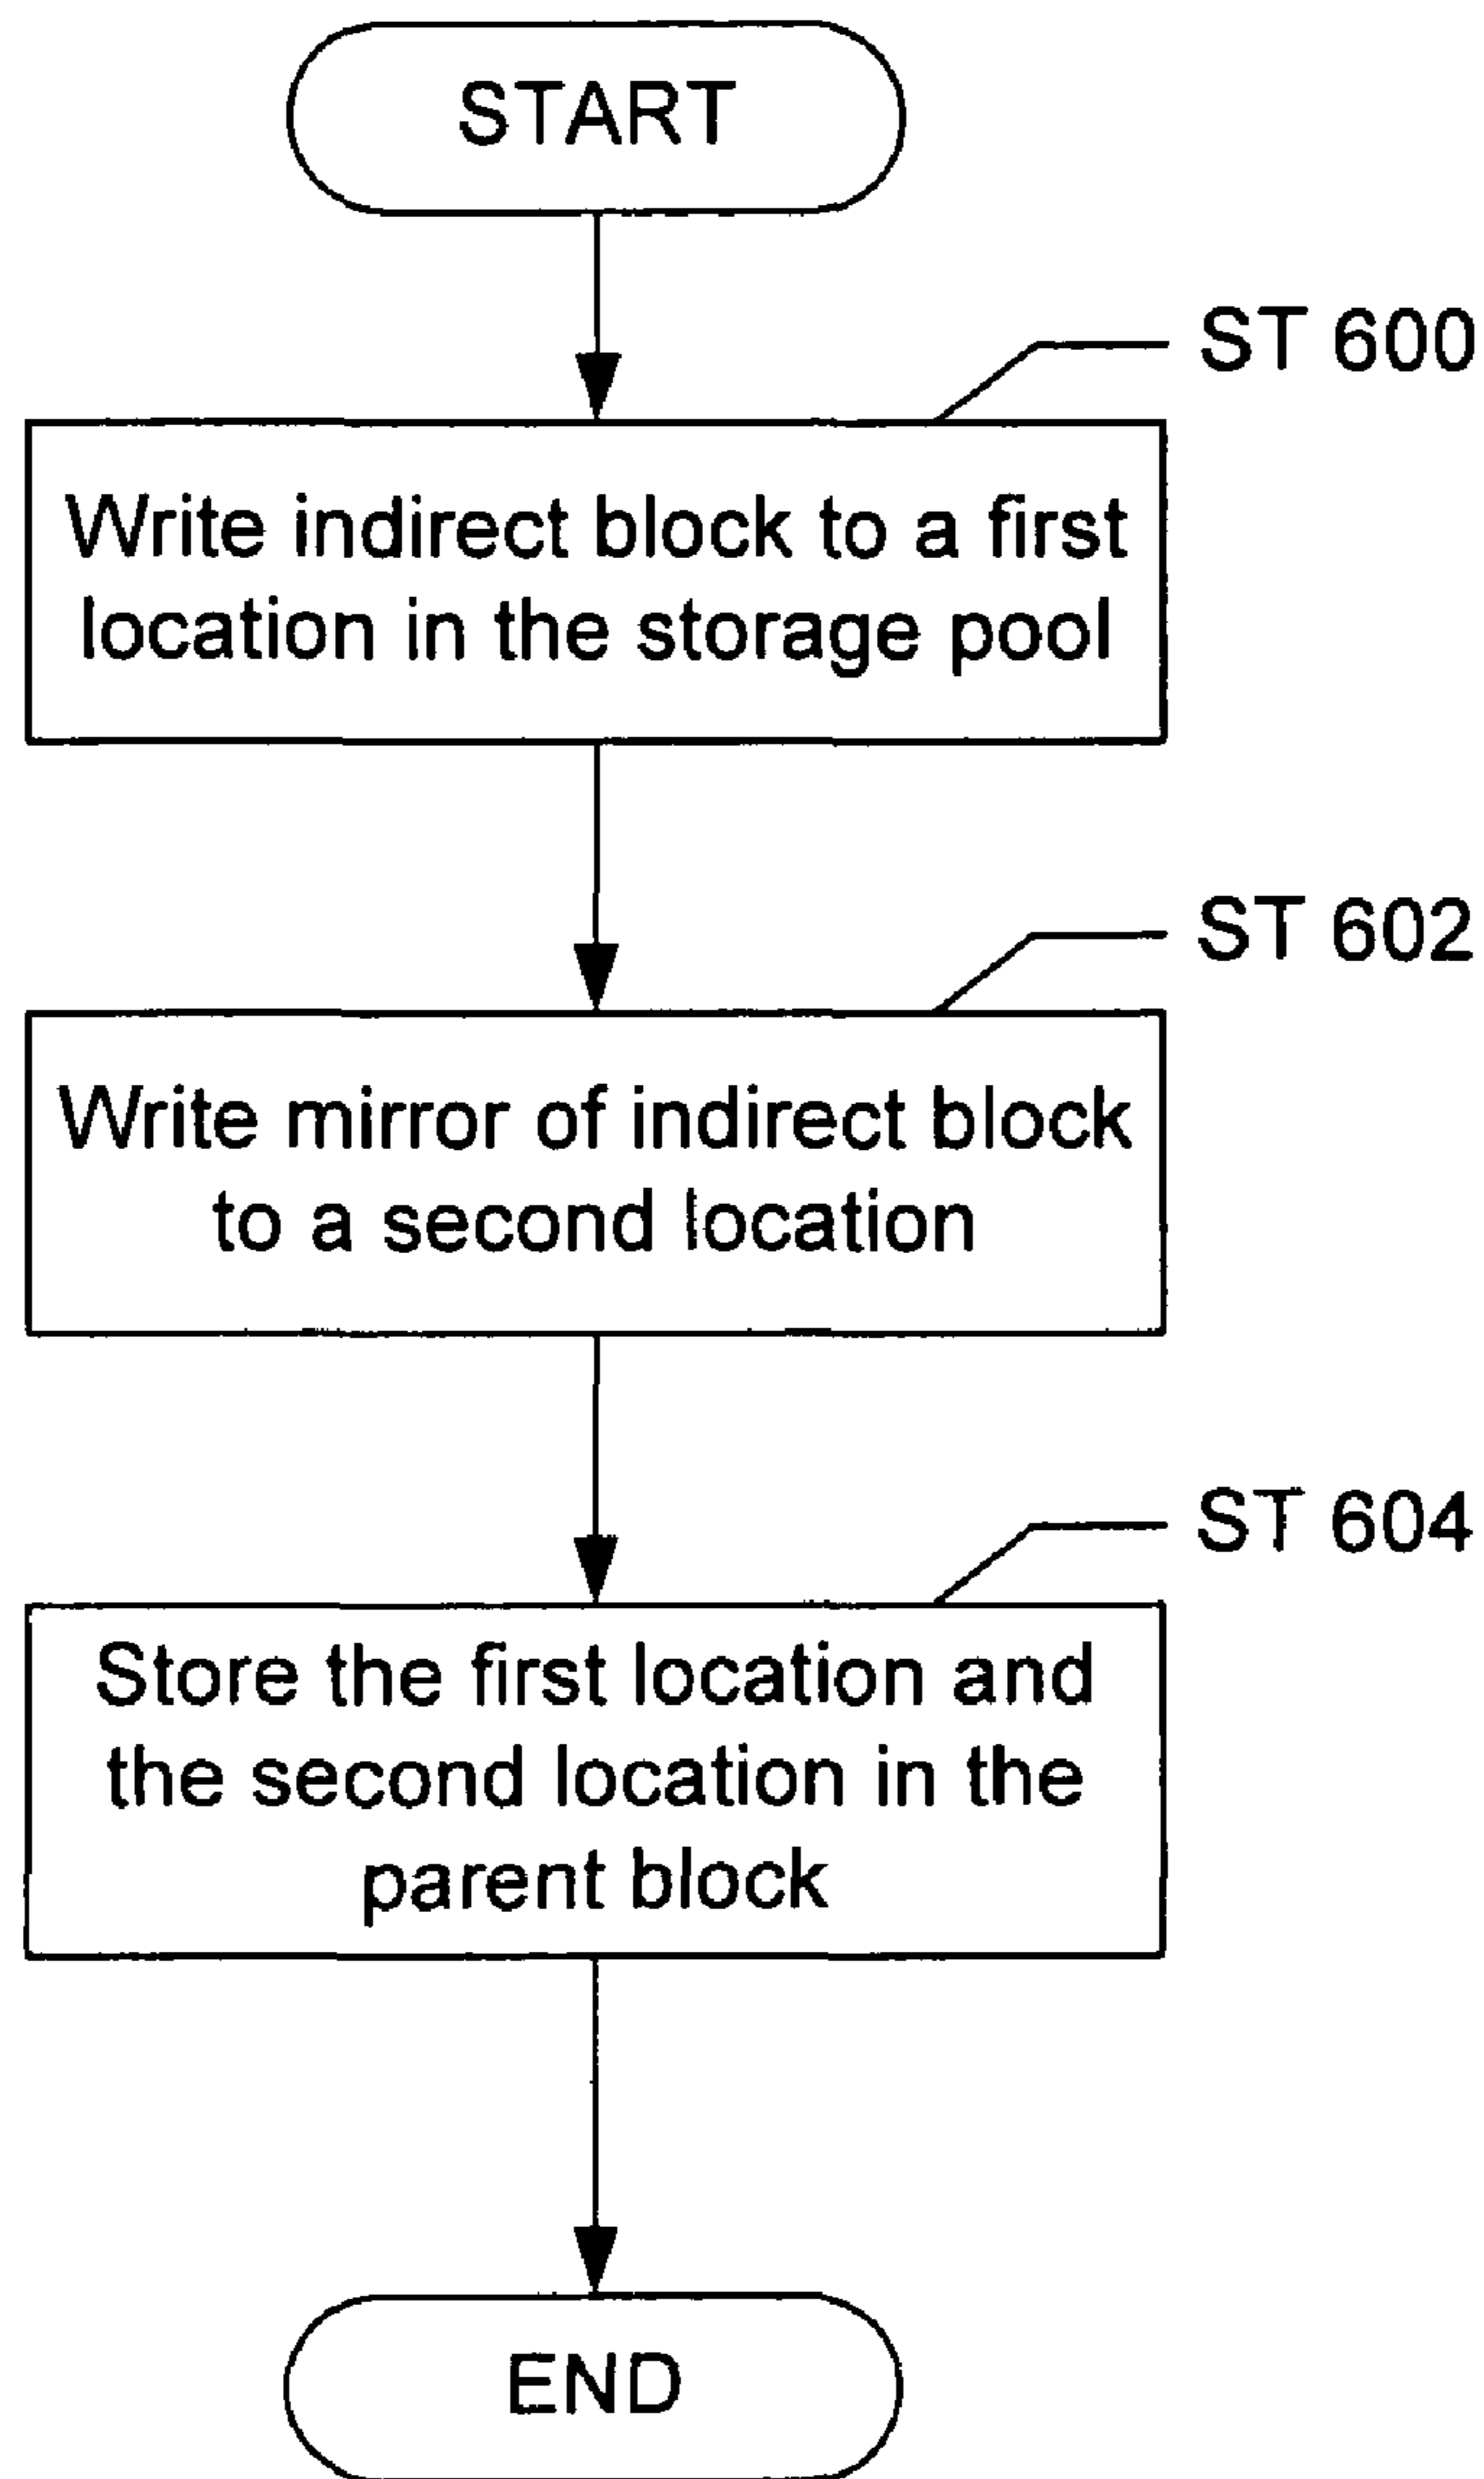 START
ST 600
Write indirect block to a first
location in the storage pool
ST 602
Write mirror of indirect block
to a second location
ST 604
Store the first location and
the second location in the
parent block
END